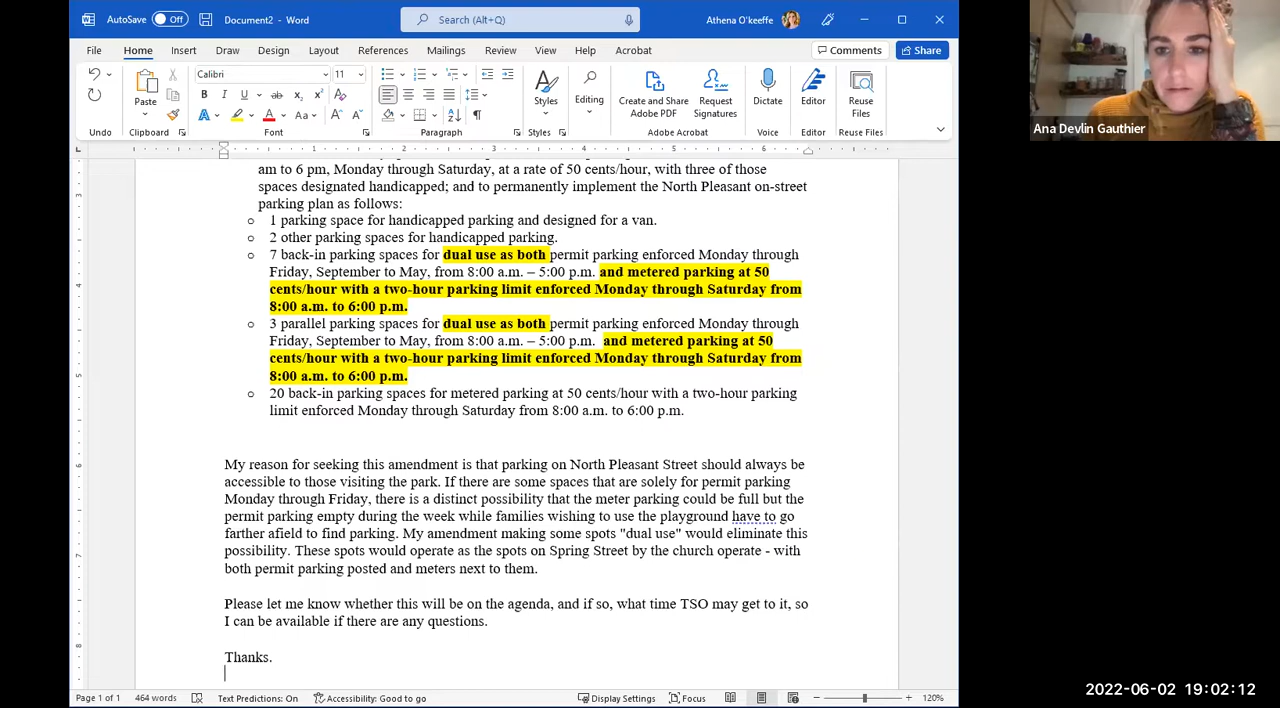 AutoSave Off Document2 - Word Search (Alt+Q) Athena O'keeffe
File Home Insert Draw Design Layout References Mailings Review View Help Acrobat Comments Share
Calibri 11
B I U ab x₂ x²
A A Aa A A
Paste Styles Editing Create and Share Adobe PDF Request Signatures Dictate Editor Reuse Files
Undo Clipboard Font Paragraph Styles Adobe Acrobat Voice Editor Reuse Files
1 2 3 4 5 6
am to 6 pm, Monday through Saturday, at a rate of 50 cents/hour, with three of those
spaces designated handicapped; and to permanently implement the North Pleasant on-street
parking plan as follows:
o 1 parking space for handicapped parking and designed for a van.
o 2 other parking spaces for handicapped parking.
o 7 back-in parking spaces for dual use as both permit parking enforced Monday through
Friday, September to May, from 8:00 a.m. – 5:00 p.m. and metered parking at 50
cents/hour with a two-hour parking limit enforced Monday through Saturday from
8:00 a.m. to 6:00 p.m.
o 3 parallel parking spaces for dual use as both permit parking enforced Monday through
Friday, September to May, from 8:00 a.m. – 5:00 p.m. and metered parking at 50
cents/hour with a two-hour parking limit enforced Monday through Saturday from
8:00 a.m. to 6:00 p.m.
o 20 back-in parking spaces for metered parking at 50 cents/hour with a two-hour parking
limit enforced Monday through Saturday from 8:00 a.m. to 6:00 p.m.
My reason for seeking this amendment is that parking on North Pleasant Street should always be
accessible to those visiting the park. If there are some spaces that are solely for permit parking
Monday through Friday, there is a distinct possibility that the meter parking could be full but the
permit parking empty during the week while families wishing to use the playground have to go
farther afield to find parking. My amendment making some spots "dual use" would eliminate this
possibility. These spots would operate as the spots on Spring Street by the church operate - with
both permit parking posted and meters next to them.
Please let me know whether this will be on the agenda, and if so, what time TSO may get to it, so
I can be available if there are any questions.
Thanks.
Page 1 of 1 464 words Text Predictions: On Accessibility: Good to go Display Settings Focus 120%
Ana Devlin Gauthier
2022-06-02 19:02:12